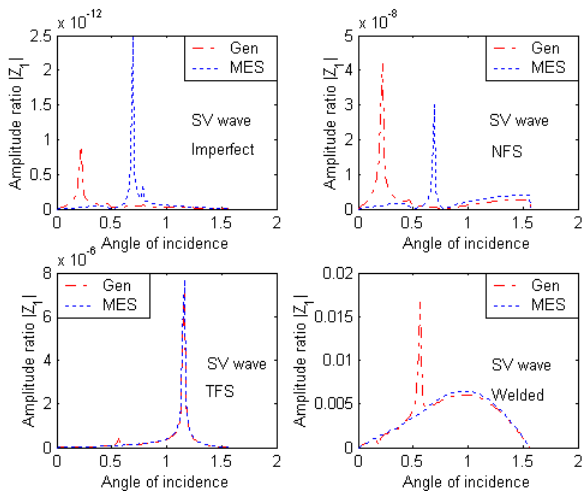 x 10^-12
2.5
2
1.5
1
0.5
0
0 0.5 1 1.5 2
Amplitude ratio |Z_1|
Angle of incidence
Gen
MES
SV wave
Imperfect
x 10^-8
5
4
3
2
1
0
0 0.5 1 1.5 2
Amplitude ratio |Z_1|
Angle of incidence
Gen
MES
SV wave
NFS
x 10^-6
8
6
4
2
0
0 0.5 1 1.5 2
Amplitude ratio |Z_1|
Angle of incidence
Gen
MES
SV wave
TFS
0.02
0.015
0.01
0.005
0
0 0.5 1 1.5 2
Amplitude ratio |Z_1|
Angle of incidence
Gen
MES
SV wave
Welded